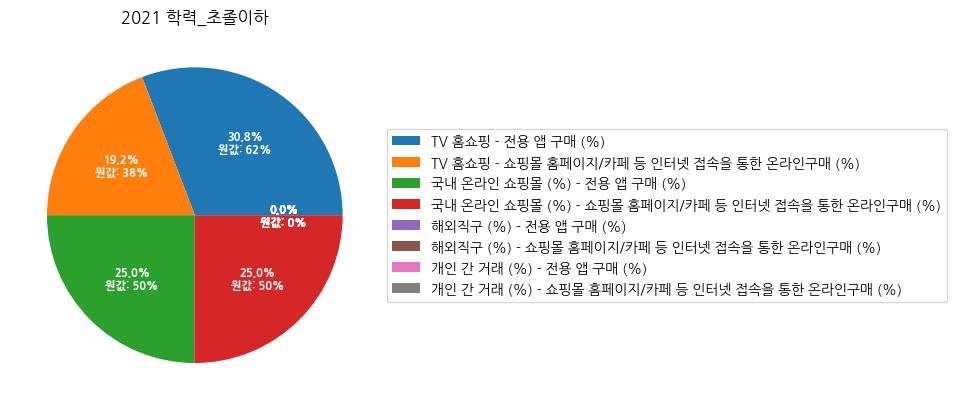 2021 학력_초졸이하
30.8%
원값: 62%
19.2%
원값: 38%
0.0%
원값: 0%
25.0%
원값: 50%
25.0%
원값: 50%
TV 홈쇼핑 - 전용 앱 구매 (%)
TV 홈쇼핑 - 쇼핑몰 홈페이지/카페 등 인터넷 접속을 통한 온라인구매 (%)
국내 온라인 쇼핑몰 (%) - 전용 앱 구매 (%)
국내 온라인 쇼핑몰 (%) - 쇼핑몰 홈페이지/카페 등 인터넷 접속을 통한 온라인구매 (%)
해외직구 (%) - 전용 앱 구매 (%)
해외직구 (%) - 쇼핑몰 홈페이지/카페 등 인터넷 접속을 통한 온라인구매 (%)
개인 간 거래 (%) - 전용 앱 구매 (%)
개인 간 거래 (%) - 쇼핑몰 홈페이지/카페 등 인터넷 접속을 통한 온라인구매 (%)